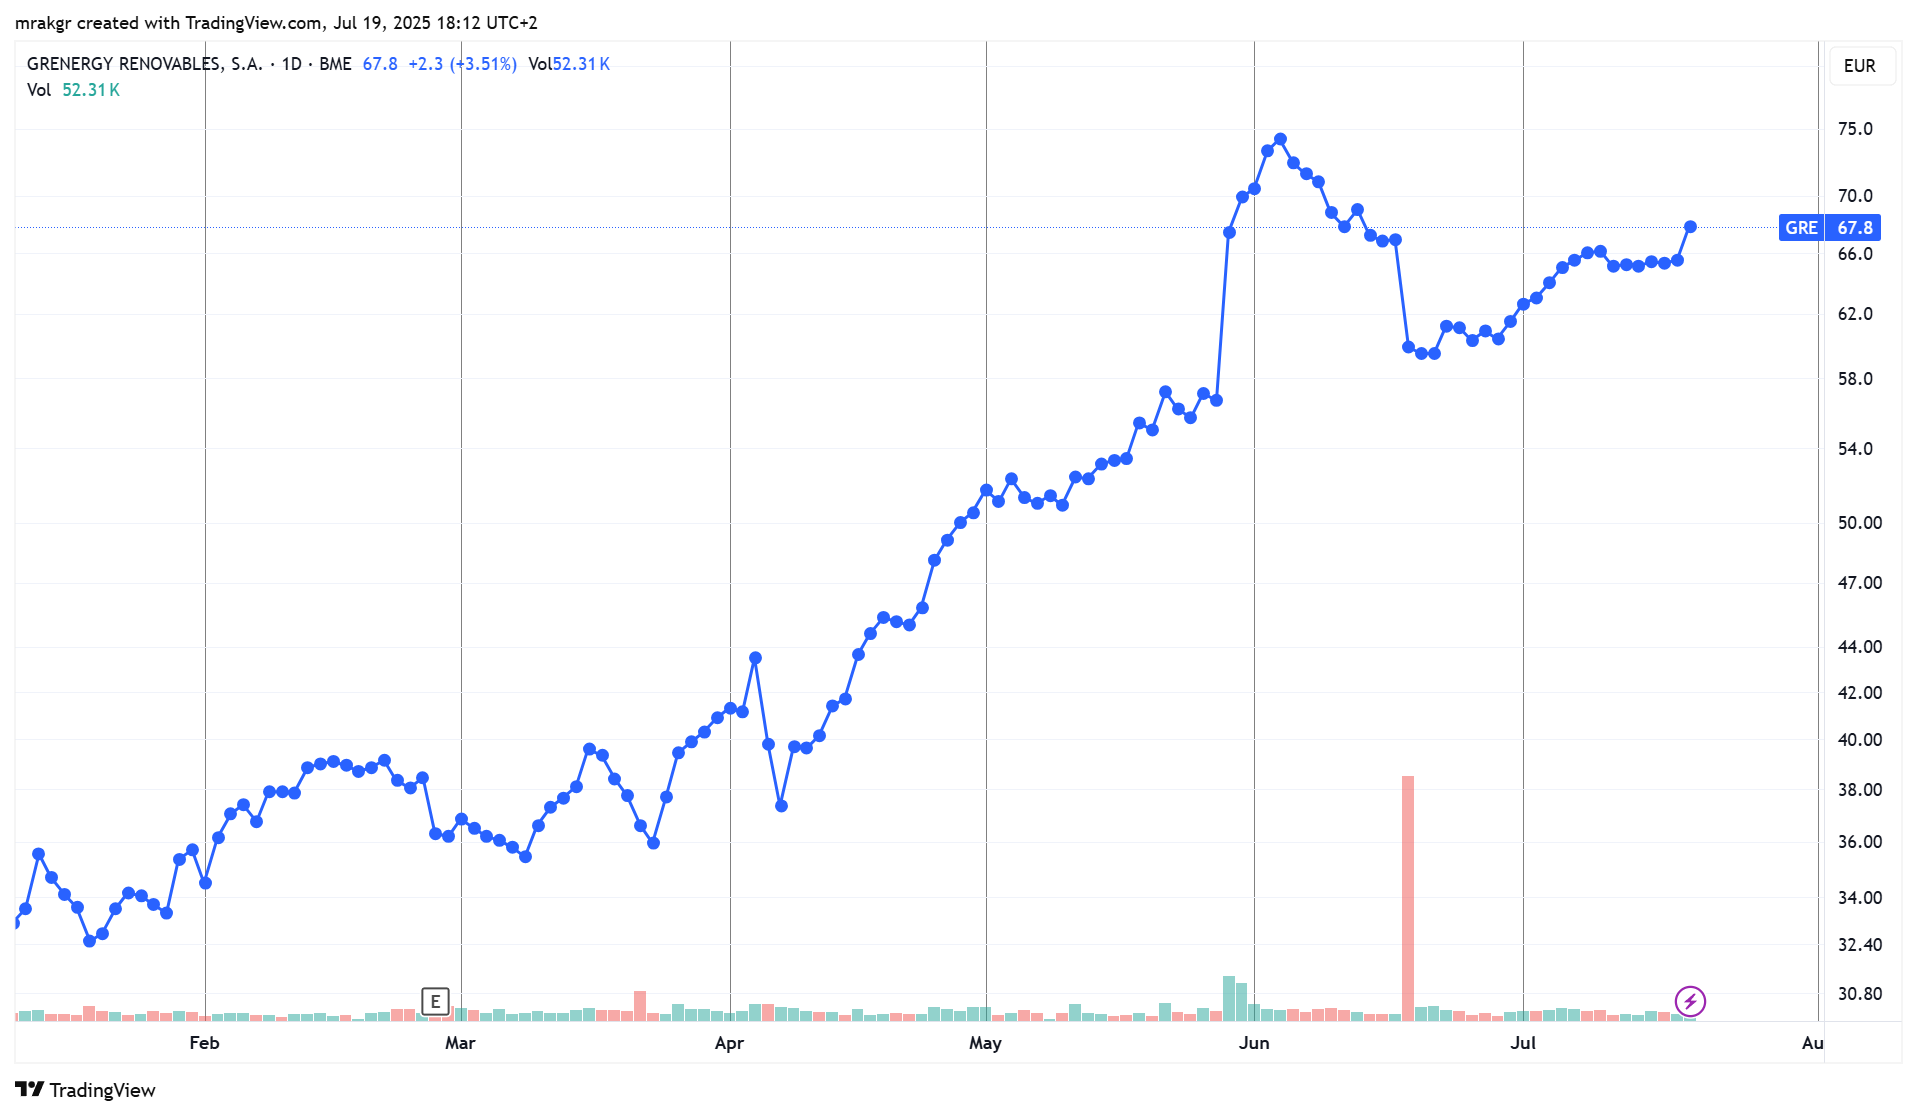 mrakgr created with TradingView.com, Jul 19, 2025 18:12 UTC+2
GRENERGY RENOVABLES, S.A. · 1D · BME 67.8 +2.3 (+3.51%) Vol52.31 K
Vol 52.31 K
EUR
75.0
70.0
GRE 67.8
66.0
62.0
58.0
54.0
50.00
47.00
44.00
42.00
40.00
38.00
36.00
34.00
32.40
30.80
E
Feb Mar Apr May Jun Jul Au
TradingView